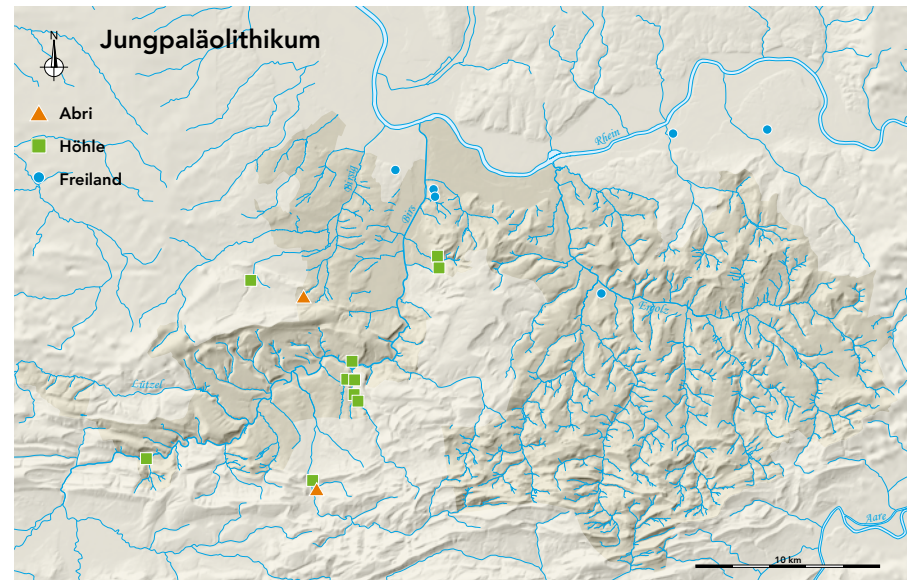 Jungpaläolithikum
N
Abri
Höhle
Freiland
Rhein
Birsig
Birs
Ergolz
Lützel
Aare
10 km